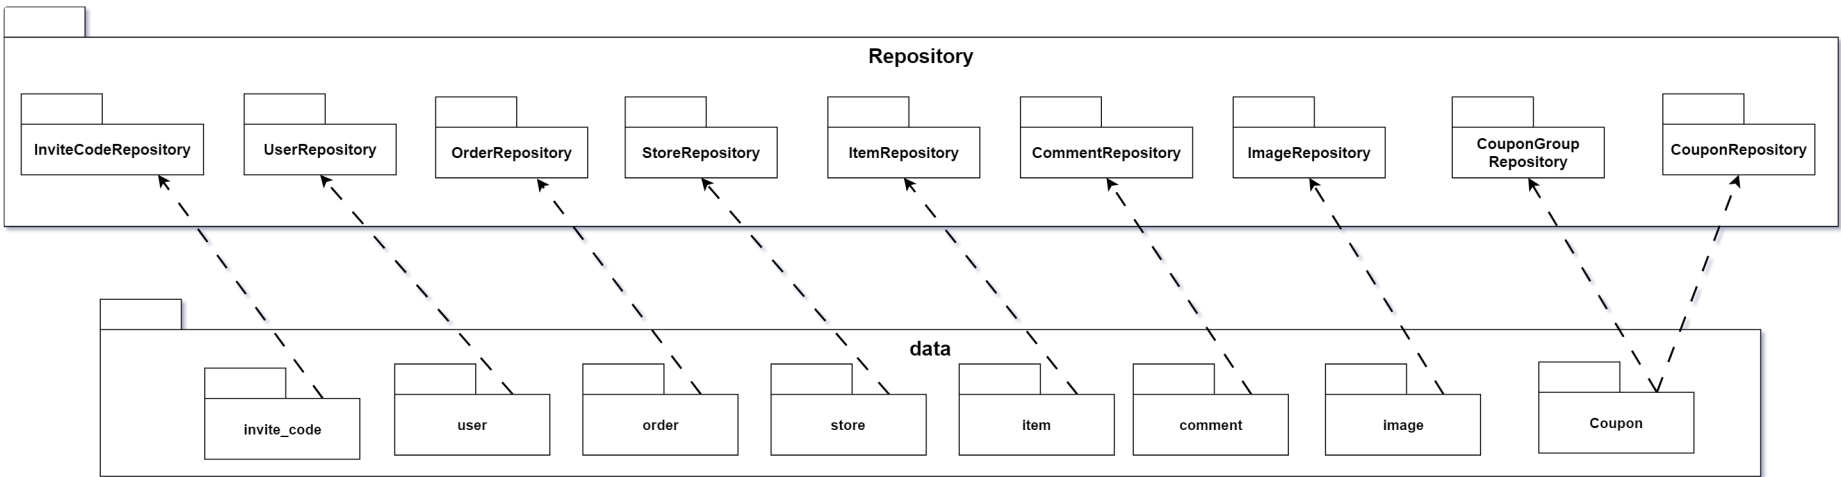 Repository
InviteCodeRepository
UserRepository
OrderRepository
StoreRepository
ItemRepository
CommentRepository
ImageRepository
CouponGroup
Repository
CouponRepository
data
invite_code
user
order
store
item
comment
image
Coupon